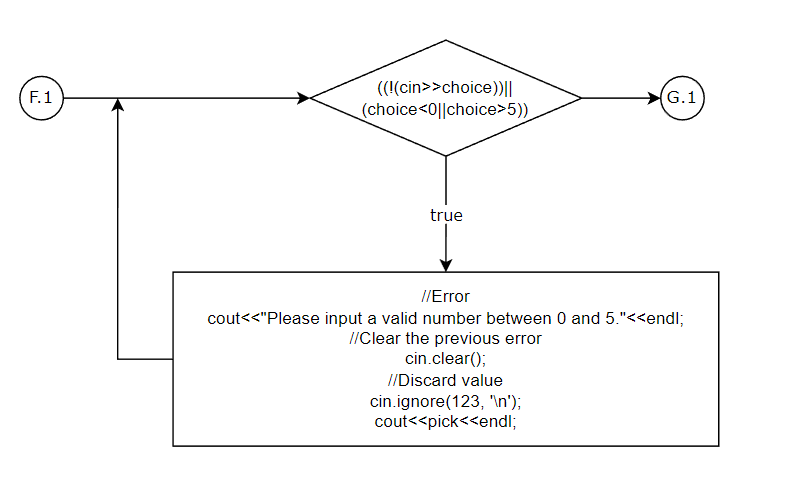 F.1
((!(cin>>choice))||
(choice<0||choice>5))
G.1
true
//Error
cout<<"Please input a valid number between 0 and 5."<<endl;
//Clear the previous error
cin.clear();
//Discard value
cin.ignore(123, '\n');
cout<<pick<<endl;